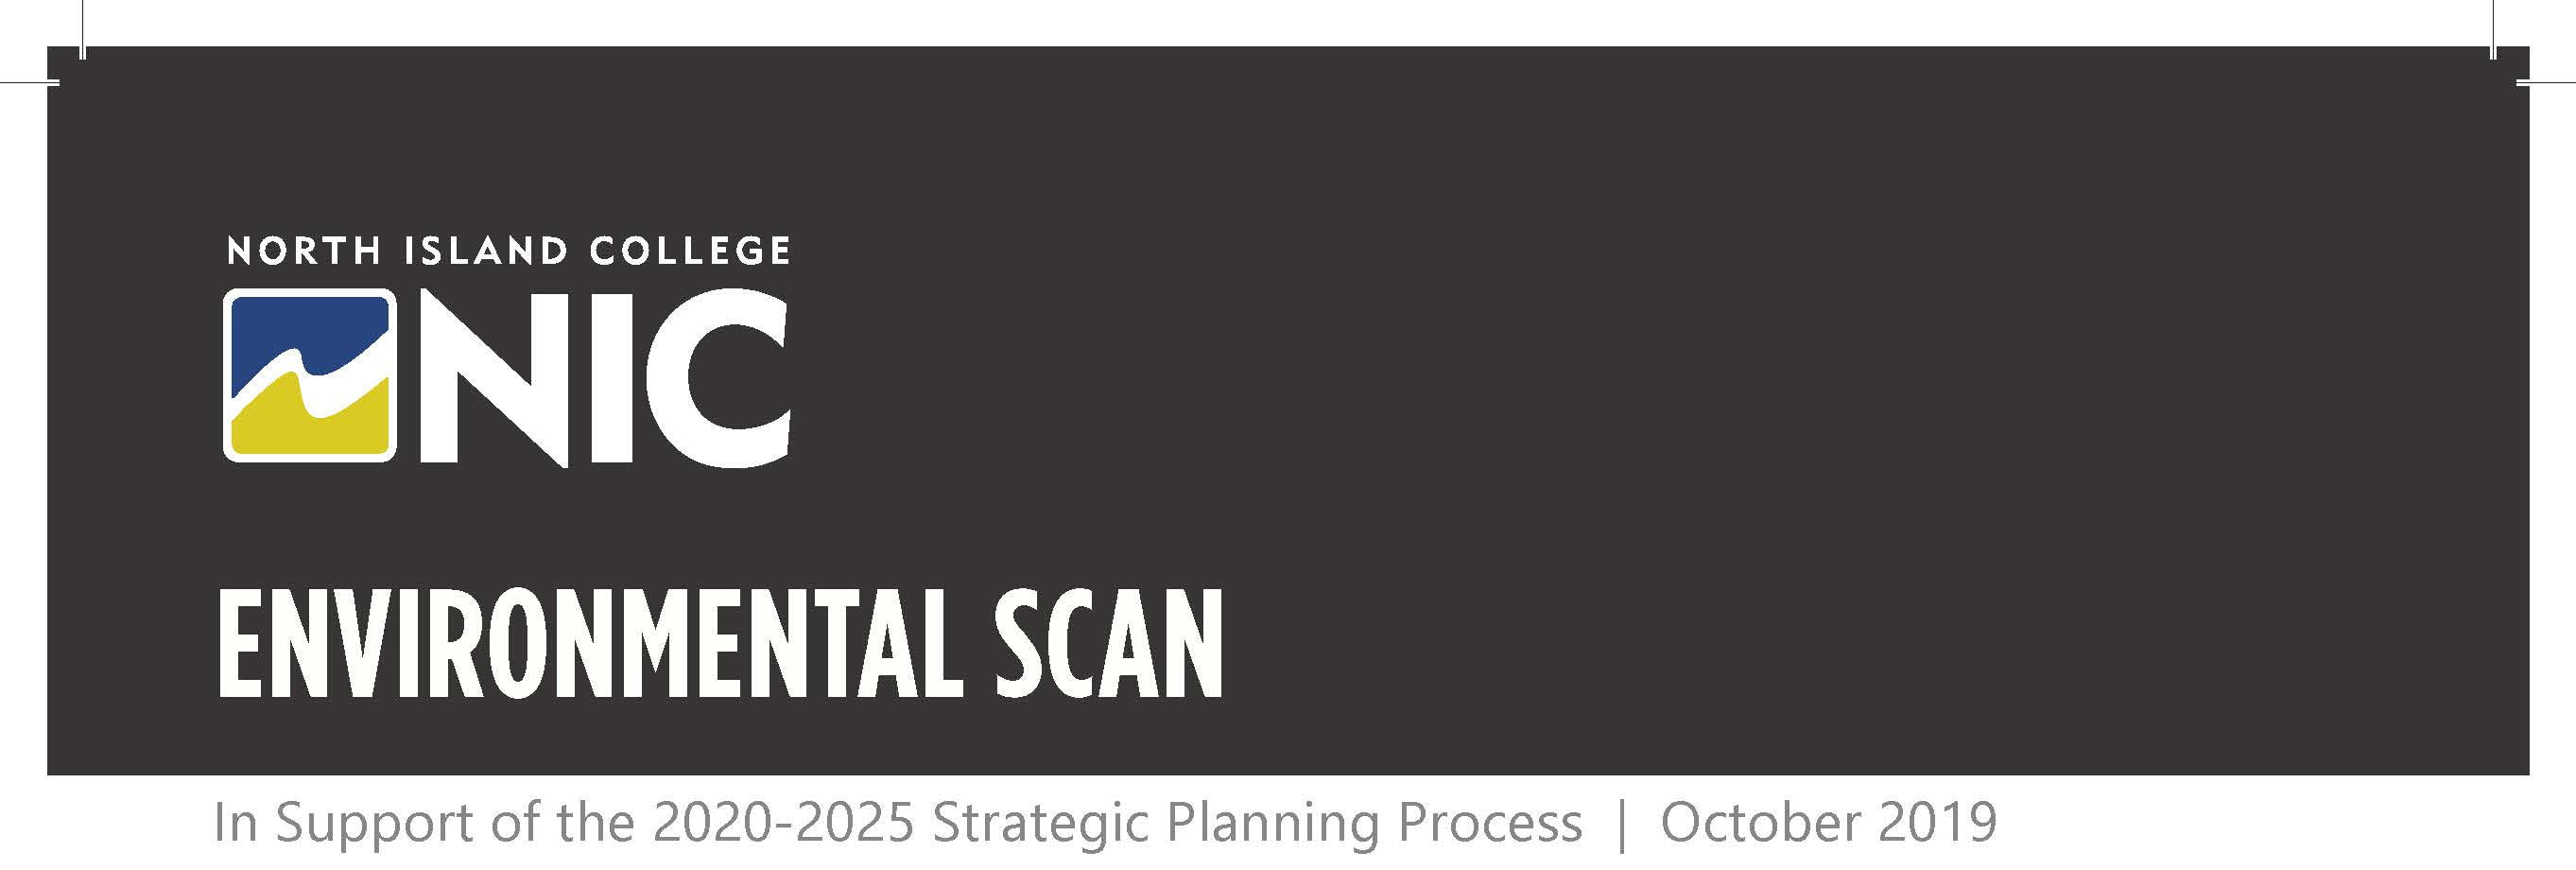 NORTH ISLAND COLLEGE
NIC
ENVIRONMENTAL SCAN
In Support of the 2020-2025 Strategic Planning Process | October 2019